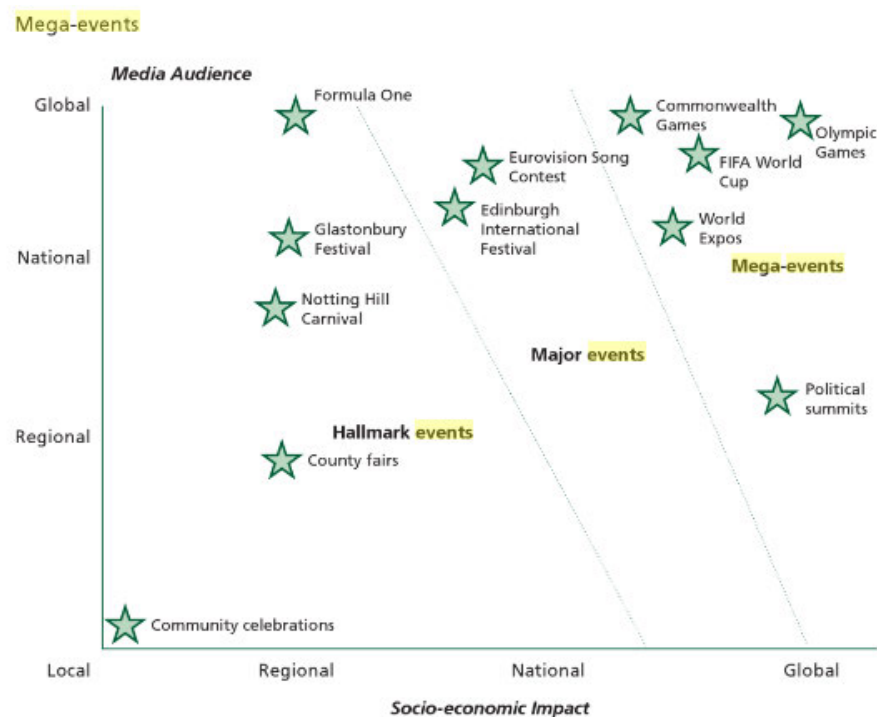 Mega-events
Media Audience
Global
Formula One
Commonwealth
Games
Olympic
Games
Eurovision Song
Contest
FIFA World
Cup
Edinburgh
International
Festival
Glastonbury
Festival
World
Expos
National
Mega-events
Notting Hill
Carnival
Major events
Political
summits
Regional
Hallmark events
County fairs
Community celebrations
Local
Regional
National
Global
Socio-economic Impact